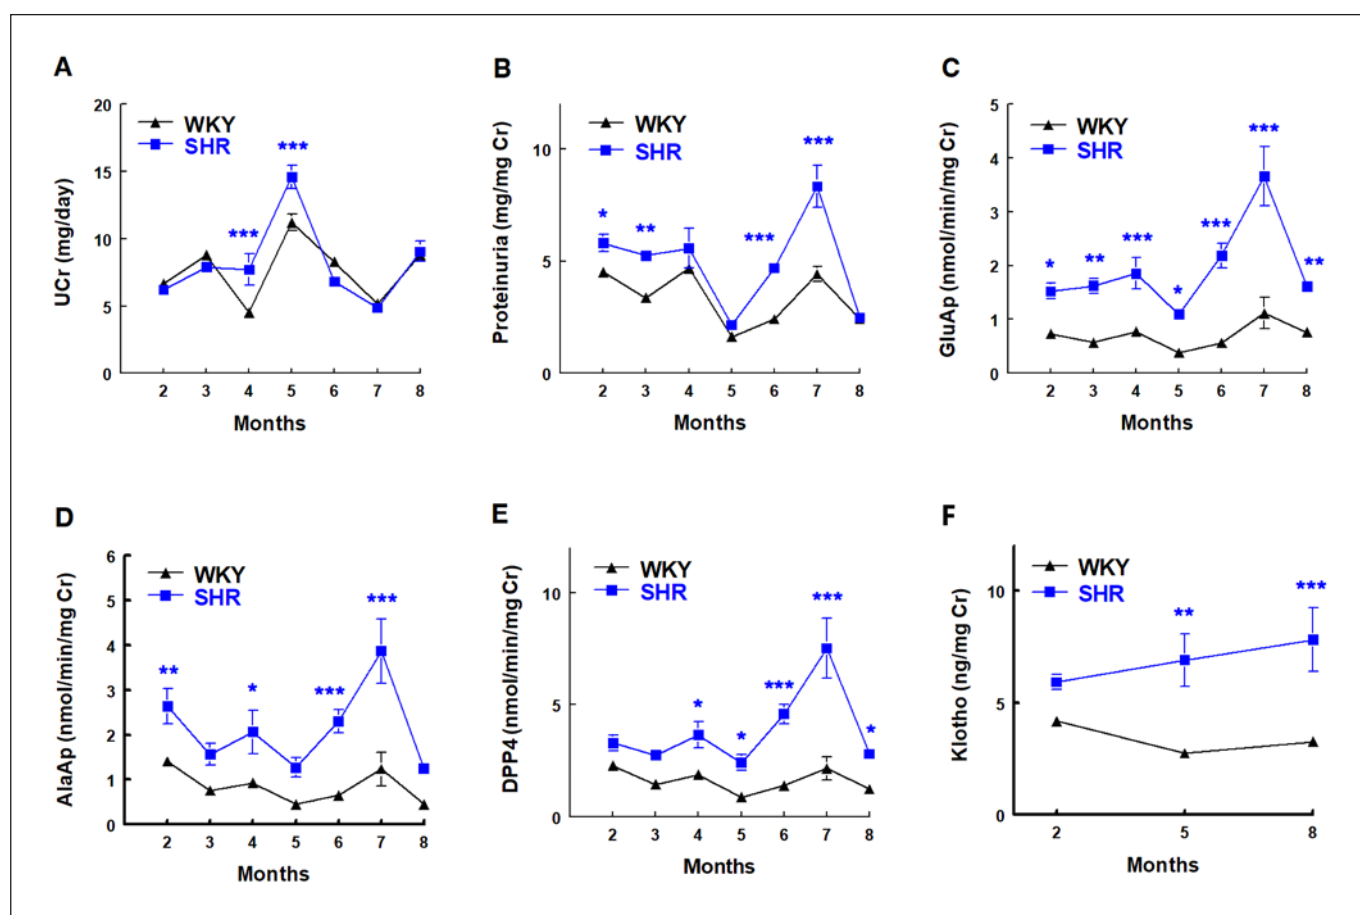 A
UCr (mg/day)
20
15
10
5
0
WKY
SHR
***
***
2 3 4 5 6 7 8
Months
B
Proteinuria (mg/mg Cr)
10
5
0
WKY
SHR
*
**
***
***
2 3 4 5 6 7 8
Months
C
GluAp (nmol/min/mg Cr)
5
4
3
2
1
0
WKY
SHR
*
**
***
*
***
***
**
2 3 4 5 6 7 8
Months
D
AlaAp (nmol/min/mg Cr)
6
5
4
3
2
1
0
WKY
SHR
**
*
***
***
2 3 4 5 6 7 8
Months
E
DPP4 (nmol/min/mg Cr)
10
5
0
WKY
SHR
*
*
***
***
*
2 3 4 5 6 7 8
Months
F
Klotho (ng/mg Cr)
10
5
0
WKY
SHR
**
***
2 5 8
Months